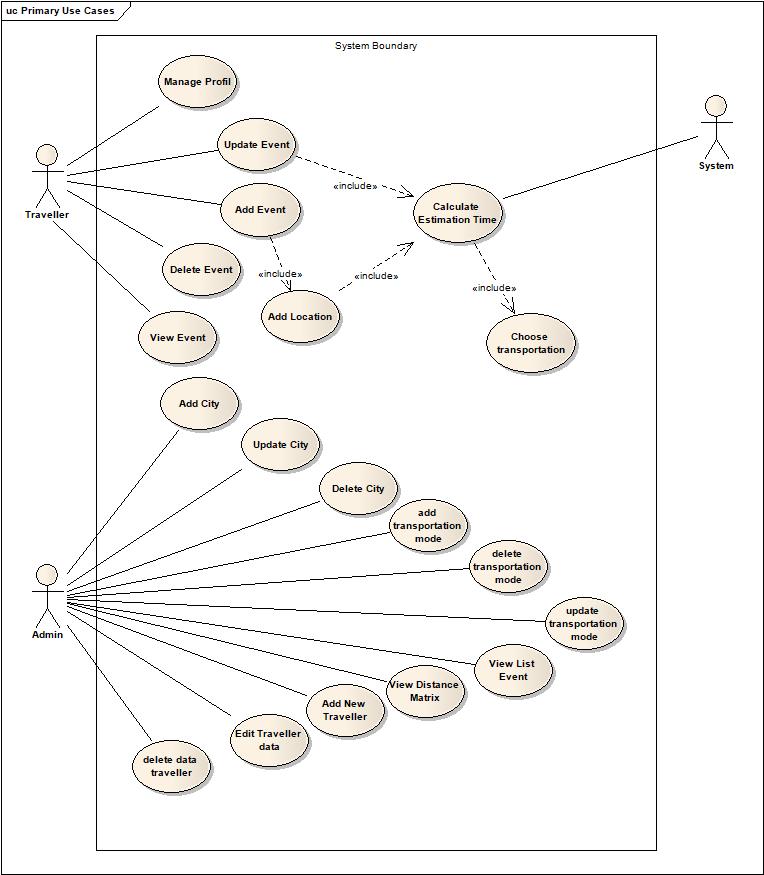 uc Primary Use Cases
System Boundary
Manage Profil
Update Event
«include»
System
Traveller
Add Event
Calculate
Estimation Time
Delete Event
«include»
«include»
«include»
Add Location
View Event
Choose
transportation
Add City
Update City
Delete City
add
transportation
mode
delete
transportation
mode
Admin
update
transportation
mode
View List
Event
View Distance
Matrix
Add New
Traveller
Edit Traveller
data
delete data
traveller